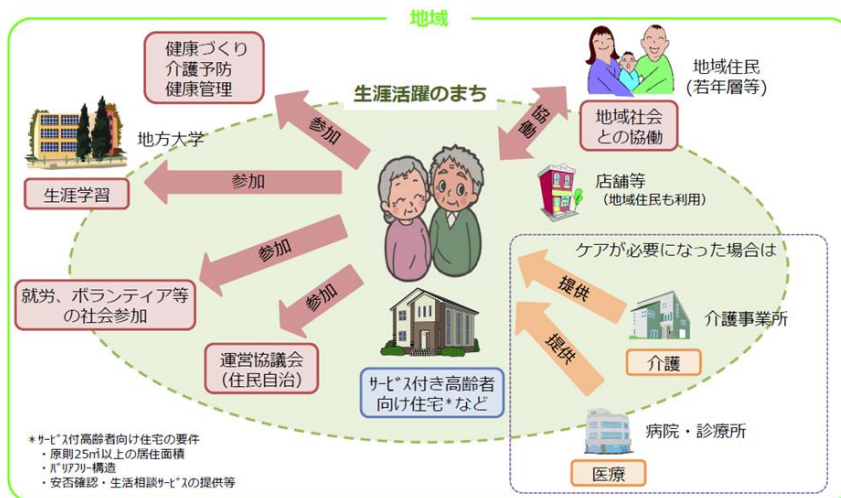 地域
健康づくり
介護予防
健康管理
生涯活躍のまち
地域住民
(若年層等)
地方大学
参加
協働
地域社会
との協働
生涯学習
参加
店舗等
(地域住民も利用)
参加
ケアが必要になった場合は
就労、ボランティア等
の社会参加
参加
提供
介護事業所
運営協議会
(住民自治)
提供
介護
ｻｰﾋﾞｽ付き高齢者
向け住宅*など
病院・診療所
医療
*ｻｰﾋﾞｽ付高齢者向け住宅の要件
・原則25㎡以上の居住面積
・ﾊﾞﾘｱﾌﾘｰ構造
・安否確認・生活相談ｻｰﾋﾞｽの提供等